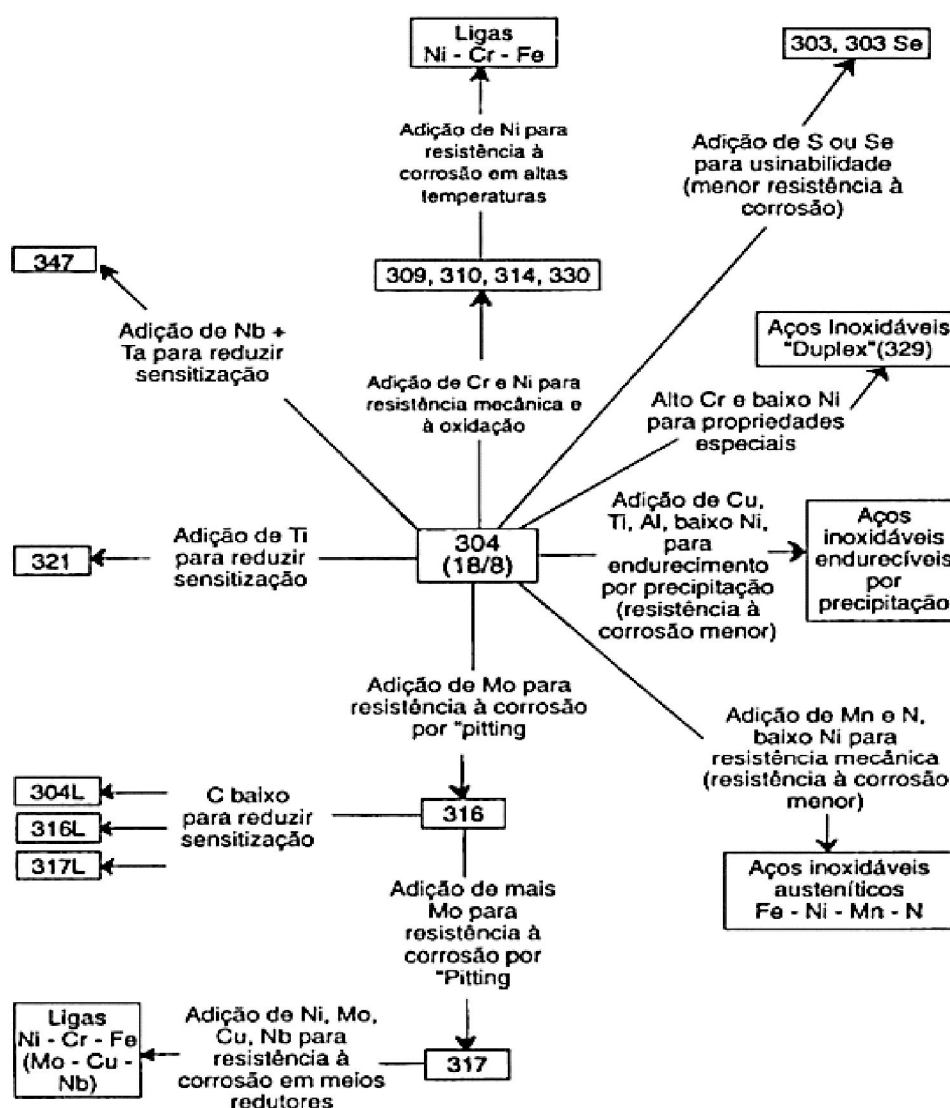 Ligas
Ni - Cr - Fe
303, 303 Se
Adição de Ni para
resistência à
corrosão em altas
temperaturas
Adição de S ou Se
para usinabilidade
(menor resistência à
corrosão)
347
309, 310, 314, 330
Adição de Nb +
Ta para reduzir
sensitização
Adição de Cr e Ni para
resistência mecânica e
à oxidação
Aços Inoxidáveis
"Duplex"(329)
Alto Cr e baixo Ni
para propriedades
especiais
321
Adição de Ti
para reduzir
sensitização
304
(18/8)
Adição de Cu,
Ti, Al, baixo Ni,
para
endurecimento
por precipitação
(resistência à
corrosão menor)
Aços
inoxidáveis
endurecíveis
por
precipitação
Adição de Mo para
resistência à corrosão
por "pitting
Adição de Mn e N,
baixo Ni para
resistência mecânica
(resistência à corrosão
menor)
304L
316L
317L
C baixo
para reduzir
sensitização
316
Aços inoxidáveis
austeníticos
Fe - Ni - Mn - N
Adição de mais
Mo para
resistência à
corrosão por
"Pitting
Ligas
Ni - Cr - Fe
(Mo - Cu -
Nb)
Adição de Ni, Mo,
Cu, Nb para
resistência à
corrosão em meios
redutores
317